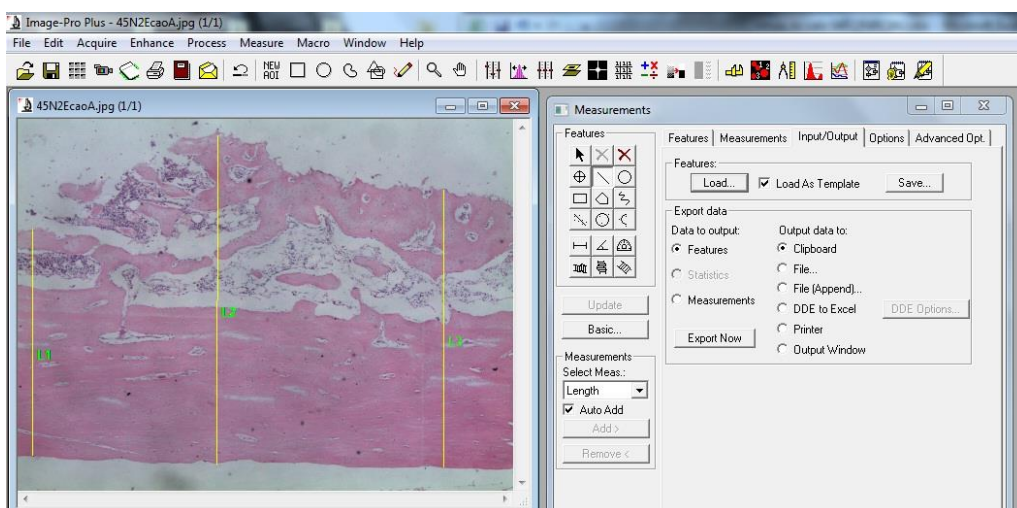 Image-Pro Plus - 45N2EcaoA.jpg (1/1)
File Edit Acquire Enhance Process Measure Macro Window Help
NEW
AOI
45N2EcaoA.jpg (1/1)
L1
L2
L3
Measurements
Features
Update
Basic...
Measurements
Select Meas.:
Length
Auto Add
Add >
Remove <
Features Measurements Input/Output Options Advanced Opt.
Features:
Load... Load As Template Save...
Export data
Data to output: Output data to:
Features Clipboard
Statistics File...
File (Append)...
Measurements DDE to Excel DDE Options...
Printer
Export Now Output Window